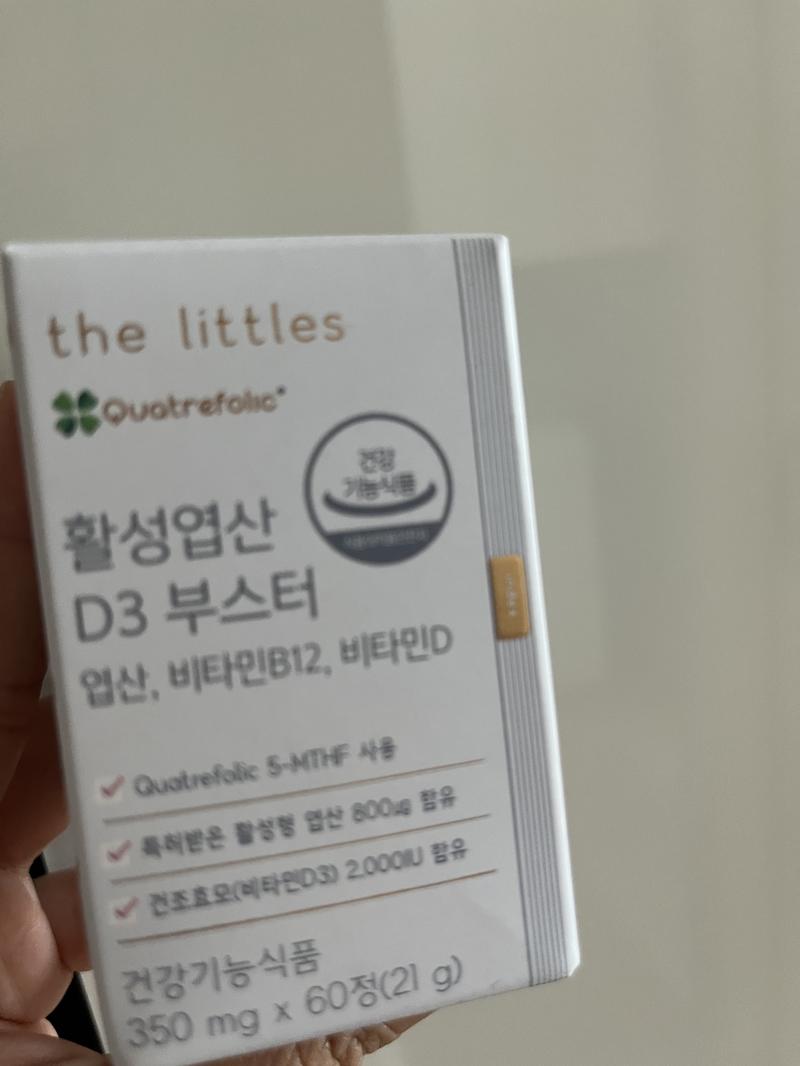 the littles
Quatrefolic®
건강
기능식품
활성엽산
D3 부스터
엽산, 비타민B12, 비타민D
Quatrefolic 5-MTHF 사용
특허받은 활성형 엽산 800㎍ 함유
건조효모(비타민D3) 2,000IU 함유
건강기능식품
350 mg x 60정(21 g)